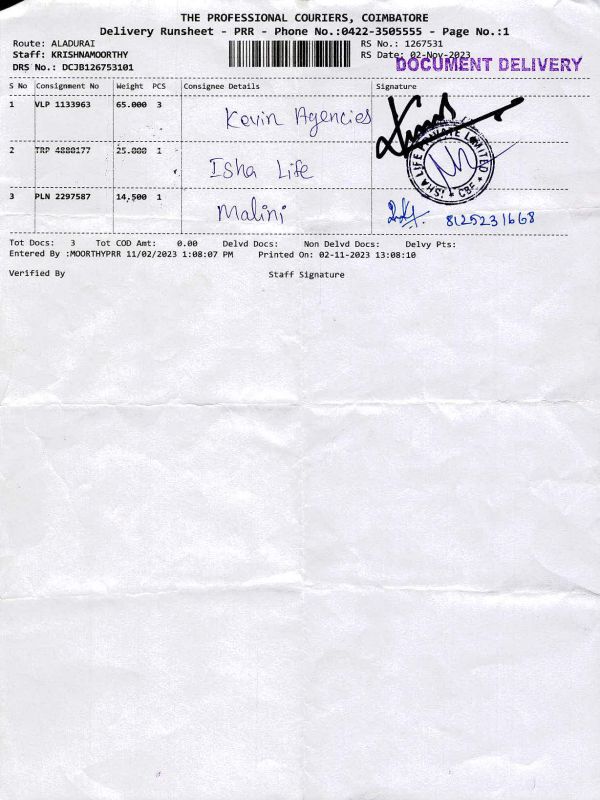 THE PROFESSIONAL COURIERS, COIMBATORE
Delivery Runsheet - PRR - Phone No.:0422-3505555 - Page No.:1
Route: ALADURAI RS No.: 1267531
Staff: KRISHNAMOORTHY RS Date: 02-Nov-2023
DRS No.: DCJB126753101 DOCUMENT DELIVERY
S No Consignment No Weight PCS Consignee Details Signature
1 VLP 1133963 65.000 3 Kevin Agencies
2 TRP 4880177 25.000 1 Isha Life
ISHA LIFE PRIVATE LIMITED * CBE *
3 PLN 2297587 14.500 1 Malini 8125231668
Tot Docs: 3 Tot COD Amt: 0.00 Delvd Docs: Non Delvd Docs: Delvy Pts:
Entered By :MOORTHYPRR 11/02/2023 1:08:07 PM Printed On: 02-11-2023 13:08:10
Verified By Staff Signature